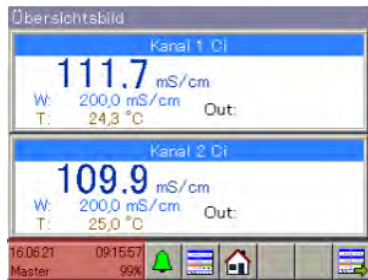 Übersichtsbild
Kanal 1 Ci
111,7 mS/cm
W: 200,0 mS/cm Out:
T: 24,3 °C
Kanal 2 Ci
109.9 mS/cm
W: 200,0 mS/cm Out:
T: 25,0 °C
16.06.21 09:15:57
Master 99%